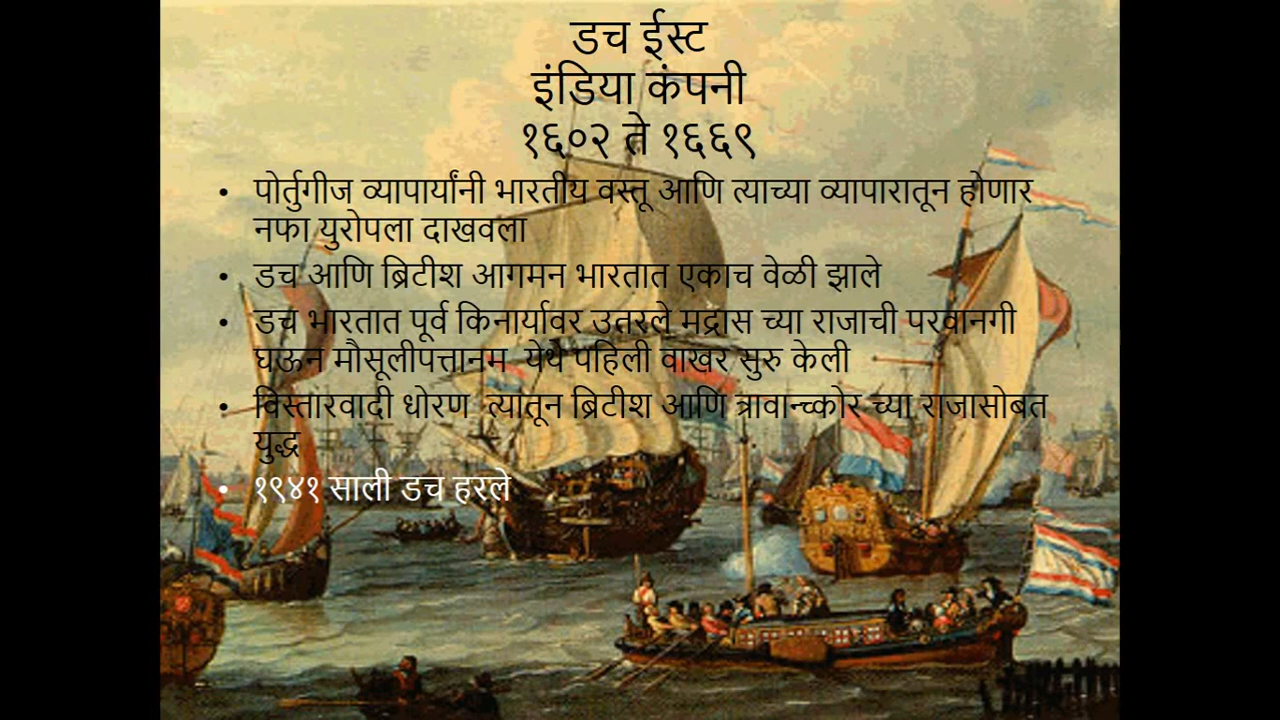 डच ईस्ट
इंडिया कंपनी
१६०२ ते १६६९
• पोर्तुगीज व्यापार्यांनी भारतीय वस्तू आणि त्याच्या व्यापारातून होणार
नफा युरोपला दाखवला
• डच आणि ब्रिटीश आगमन भारतात एकाच वेळी झाले
• डच भारतात पूर्व किनार्यावर उतरले मद्रास च्या राजाची परवानगी
घऊन मौसूलीपत्तानम येथे पहिली वाखर सुरु केली
• विस्तारवादी धोरण त्यातून ब्रिटीश आणि त्रावान्च्कोर च्या राजासोबत
युद्ध
• १९४१ साली डच हरले